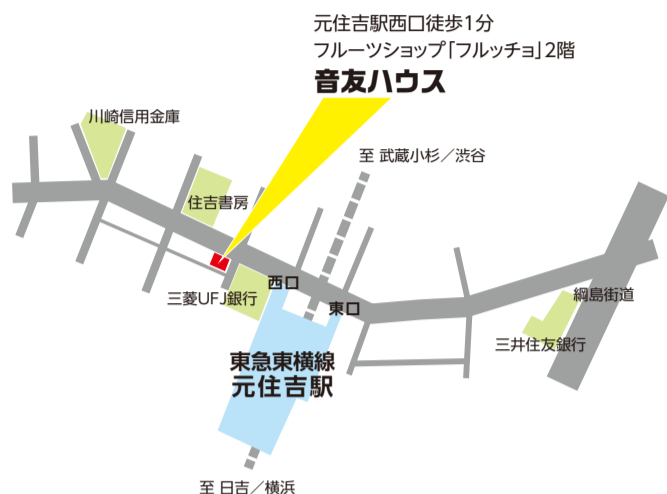 元住吉駅西口徒歩1分
フルーツショップ「フルッチョ」2階
音友ハウス
川崎信用金庫
至 武蔵小杉／渋谷
住吉書房
西口
三菱UFJ銀行
東口
綱島街道
三井住友銀行
東急東横線
元住吉駅
至 日吉／横浜